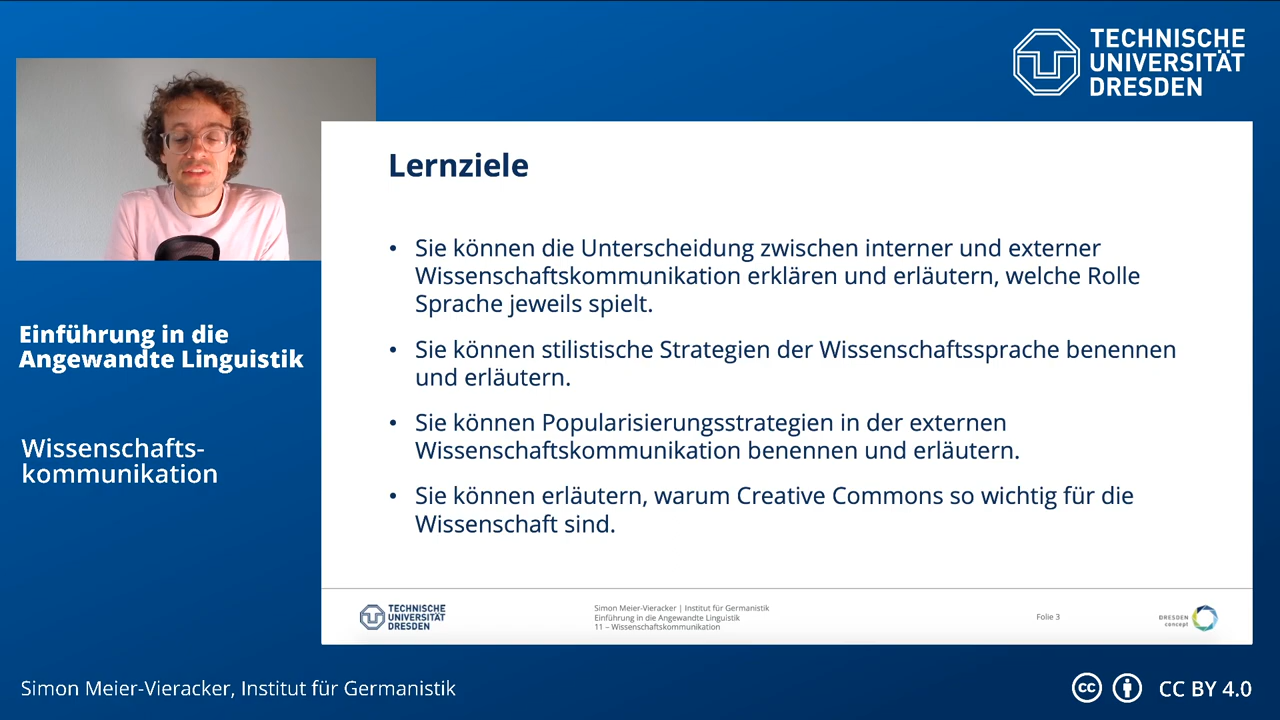 TECHNISCHE
UNIVERSITÄT
DRESDEN
Lernziele
• Sie können die Unterscheidung zwischen interner und externer
Wissenschaftskommunikation erklären und erläutern, welche Rolle
Sprache jeweils spielt.
• Sie können stilistische Strategien der Wissenschaftssprache benennen
und erläutern.
• Sie können Popularisierungsstrategien in der externen
Wissenschaftskommunikation benennen und erläutern.
• Sie können erläutern, warum Creative Commons so wichtig für die
Wissenschaft sind.
Einführung in die
Angewandte Linguistik
Wissenschafts-
kommunikation
TECHNISCHE
UNIVERSITÄT
DRESDEN
Simon Meier-Vieracker | Institut für Germanistik
Einführung in die Angewandte Linguistik
11 – Wissenschaftskommunikation
Folie 3
DRESDEN
concept
Simon Meier-Vieracker, Institut für Germanistik
cc
CC BY 4.0